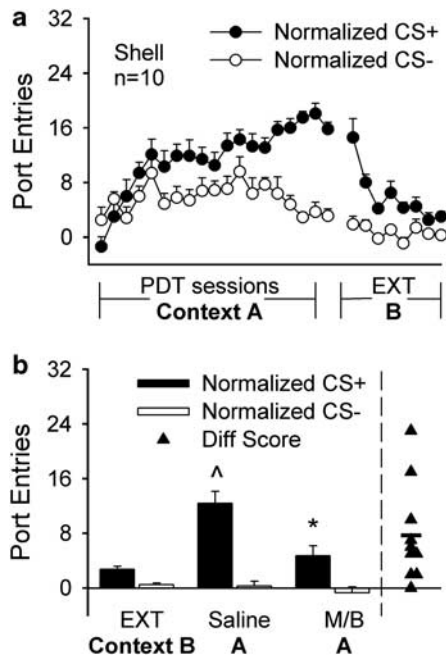 a
32
24
16
8
0
Port Entries
Shell
n=10
Normalized CS+
Normalized CS-
PDT sessions
Context A
EXT
B
b
32
24
16
8
0
Port Entries
Normalized CS+
Normalized CS-
Diff Score
^
*
EXT Saline M/B
Context B A A